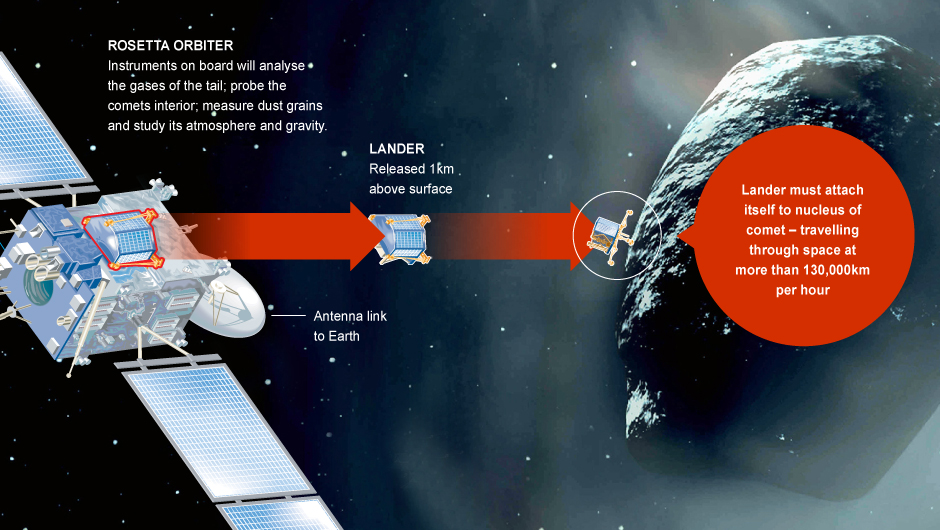 ROSETTA ORBITER
Instruments on board will analyse
the gases of the tail; probe the
comets interior; measure dust grains
and study its atmosphere and gravity.
LANDER
Released 1km
above surface
Antenna link
to Earth
Lander must attach
itself to nucleus of
comet – travelling
through space at
more than 130,000km
per hour